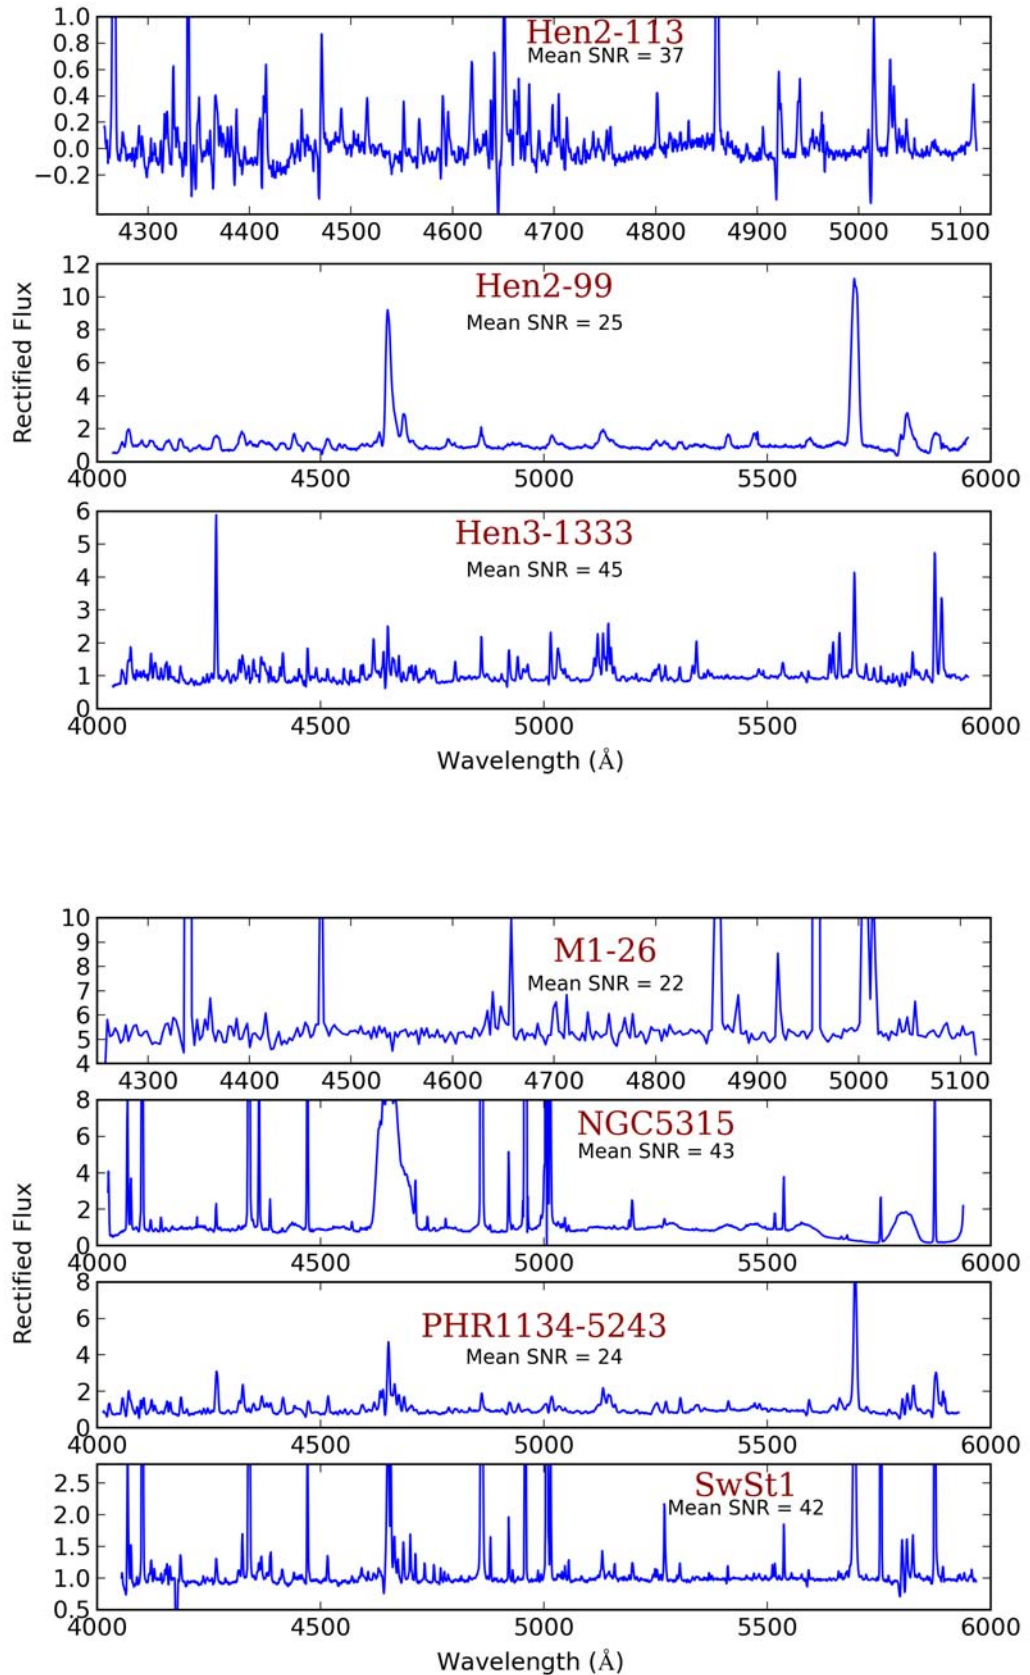 1.0
0.8
0.6
0.4
0.2
0.0
−0.2
Hen2-113
Mean SNR = 37
4300 4400 4500 4600 4700 4800 4900 5000 5100
Rectified Flux
12
10
8
6
4
2
0
Hen2-99
Mean SNR = 25
4000 4500 5000 5500 6000
6
5
4
3
2
1
0
Hen3-1333
Mean SNR = 45
4000 4500 5000 5500 6000
Wavelength (Å)
10
9
8
7
6
5
4
M1-26
Mean SNR = 22
4300 4400 4500 4600 4700 4800 4900 5000 5100
Rectified Flux
8
6
4
2
0
NGC5315
Mean SNR = 43
4000 4500 5000 5500 6000
8
6
4
2
0
PHR1134-5243
Mean SNR = 24
4000 4500 5000 5500 6000
2.5
2.0
1.5
1.0
0.5
SwSt1
Mean SNR = 42
4000 4500 5000 5500 6000
Wavelength (Å)